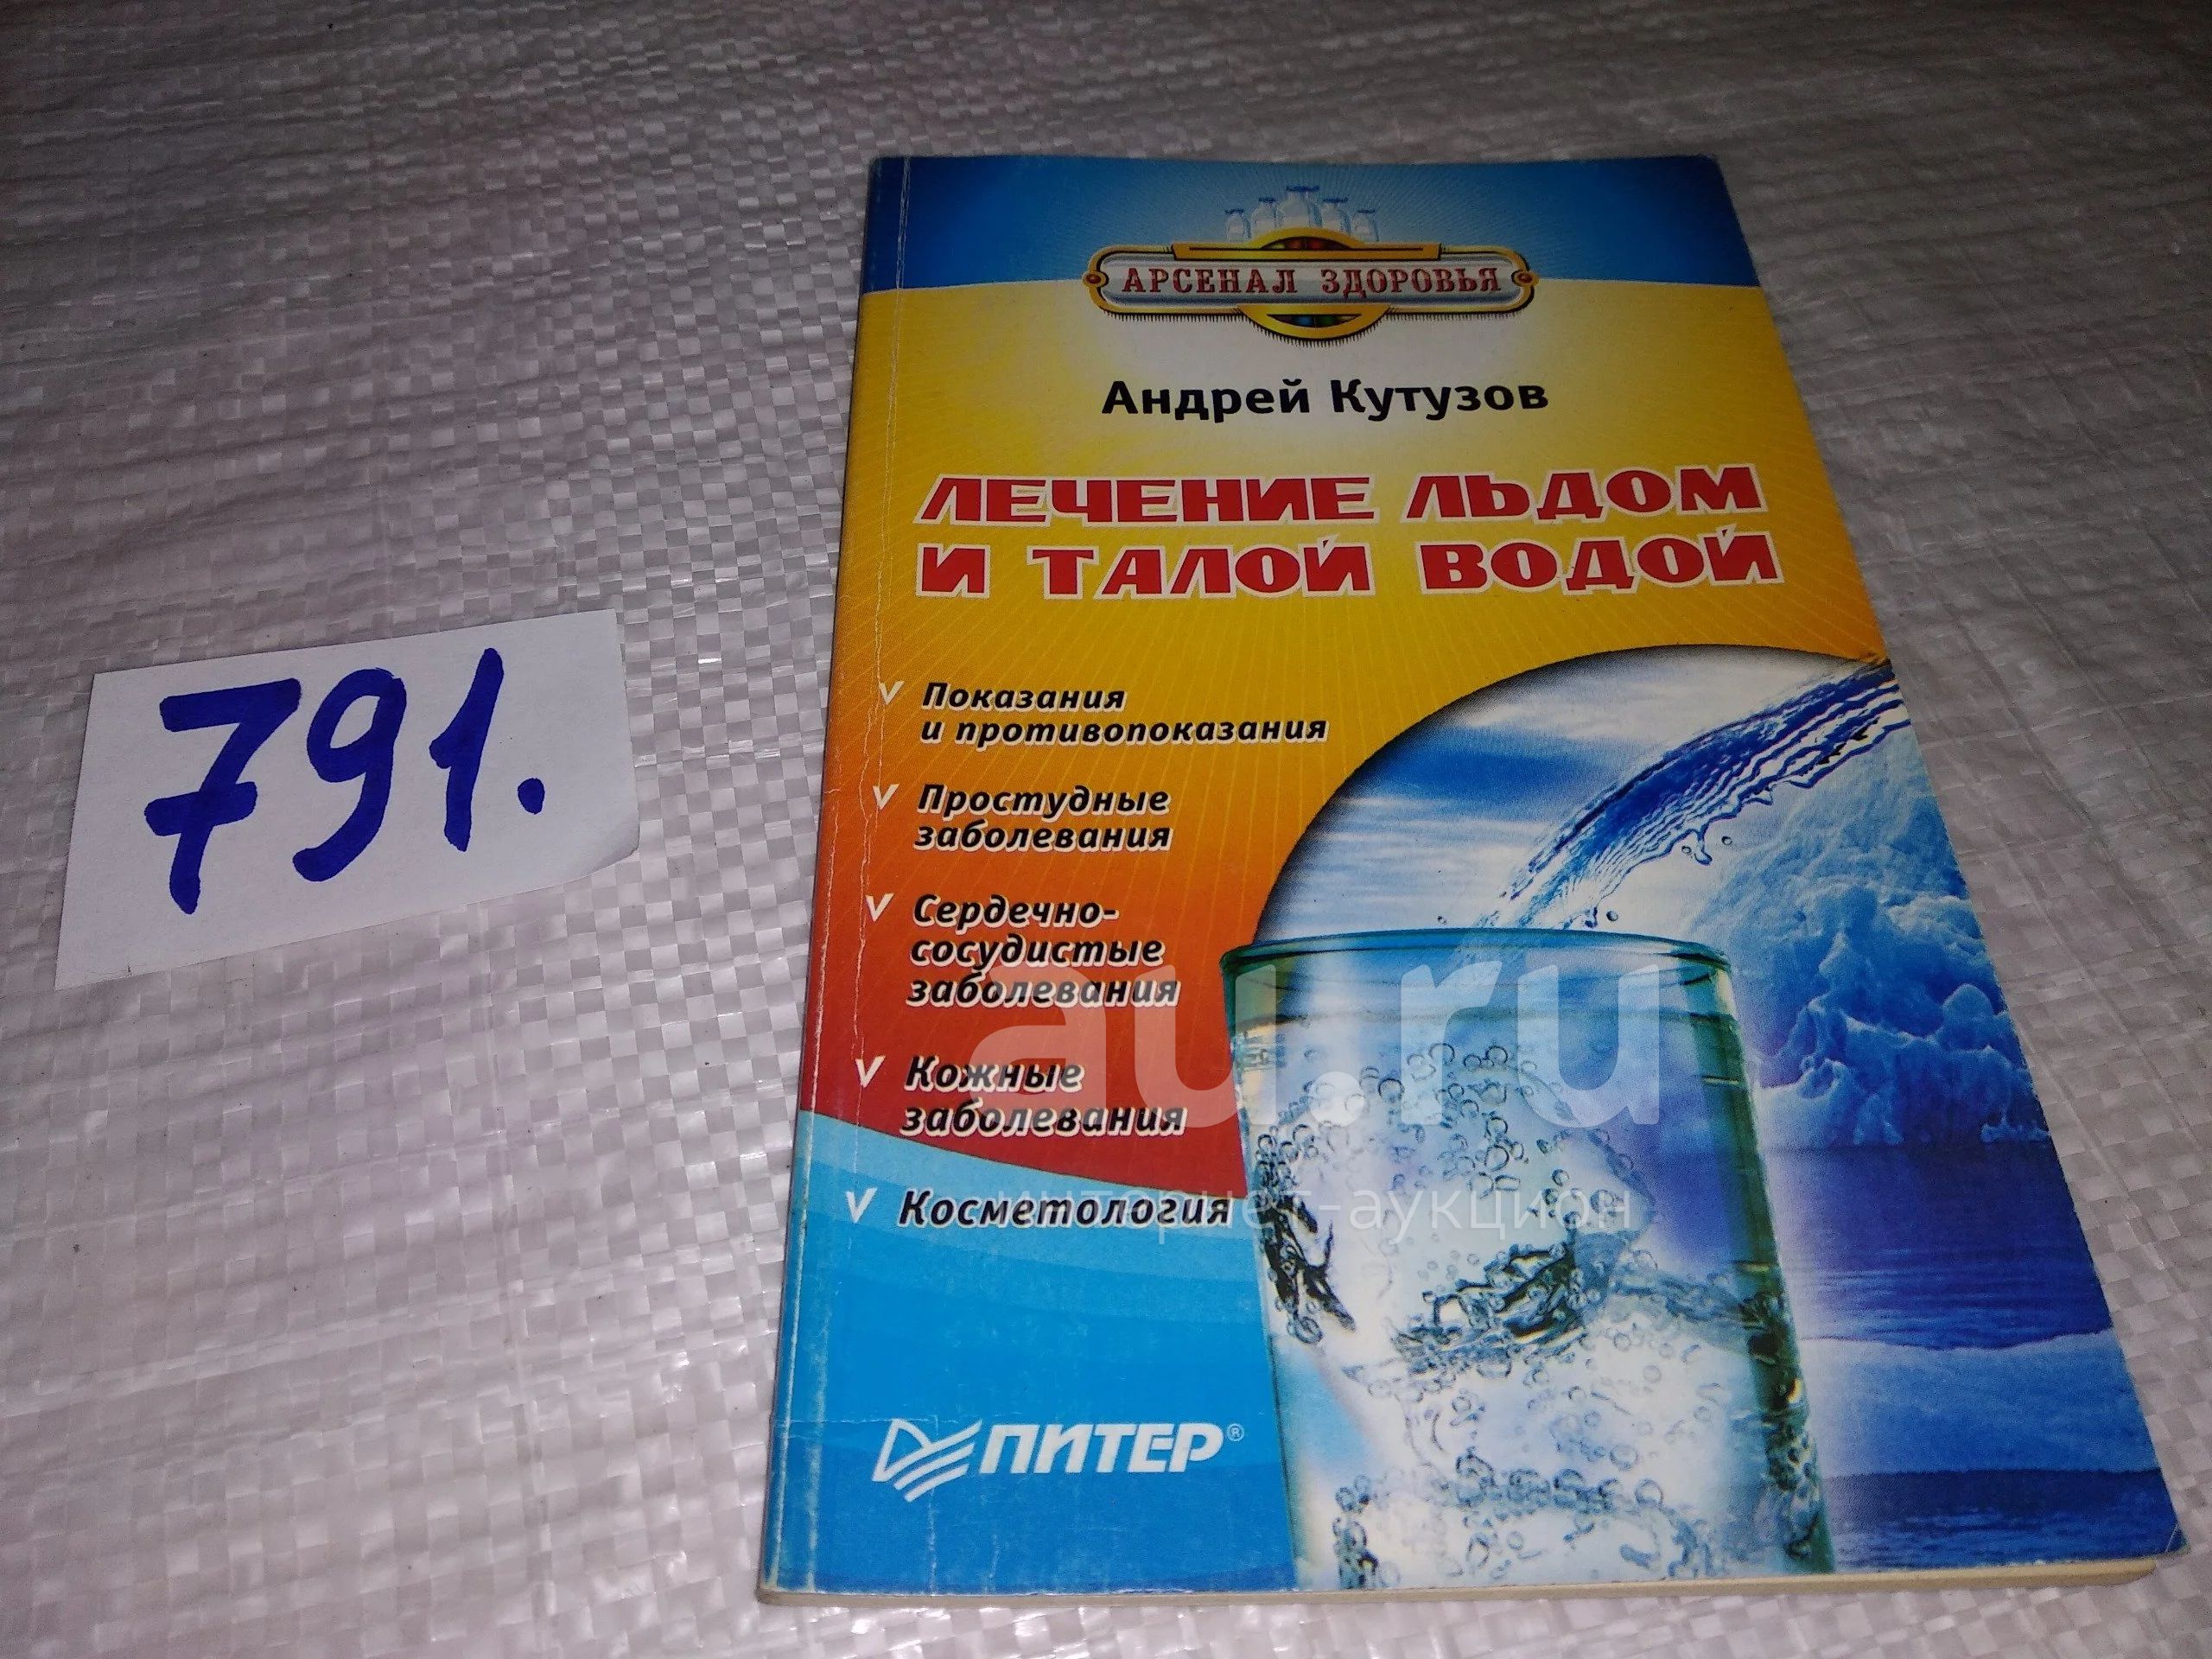 791.
АРСЕНАЛ ЗДОРОВЬЯ
Андрей Кутузов
ЛЕЧЕНИЕ ЛЬДОМ
И ТАЛОЙ ВОДОЙ
Показания
и противопоказания
Простудные
заболевания
Сердечно-
сосудистые
заболевания
Кожные
заболевания
Косметология
ПИТЕР®
au.ru
интернет-аукцион